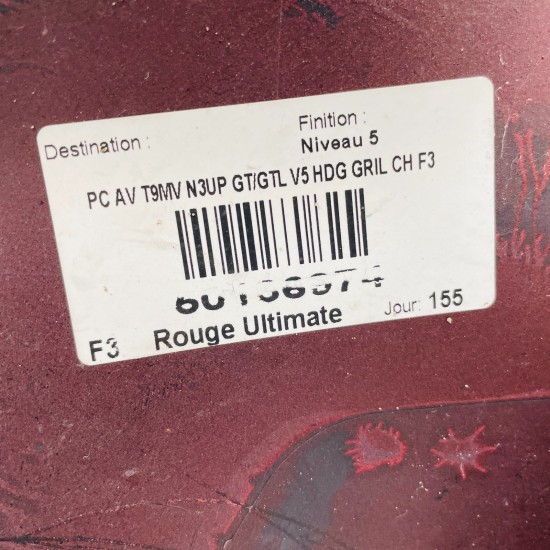 Destination :
Finition :
Niveau 5
PC AV T9MV N3UP GT/GTL V5 HDG GRIL CH F3
F3 Rouge Ultimate Jour: 155